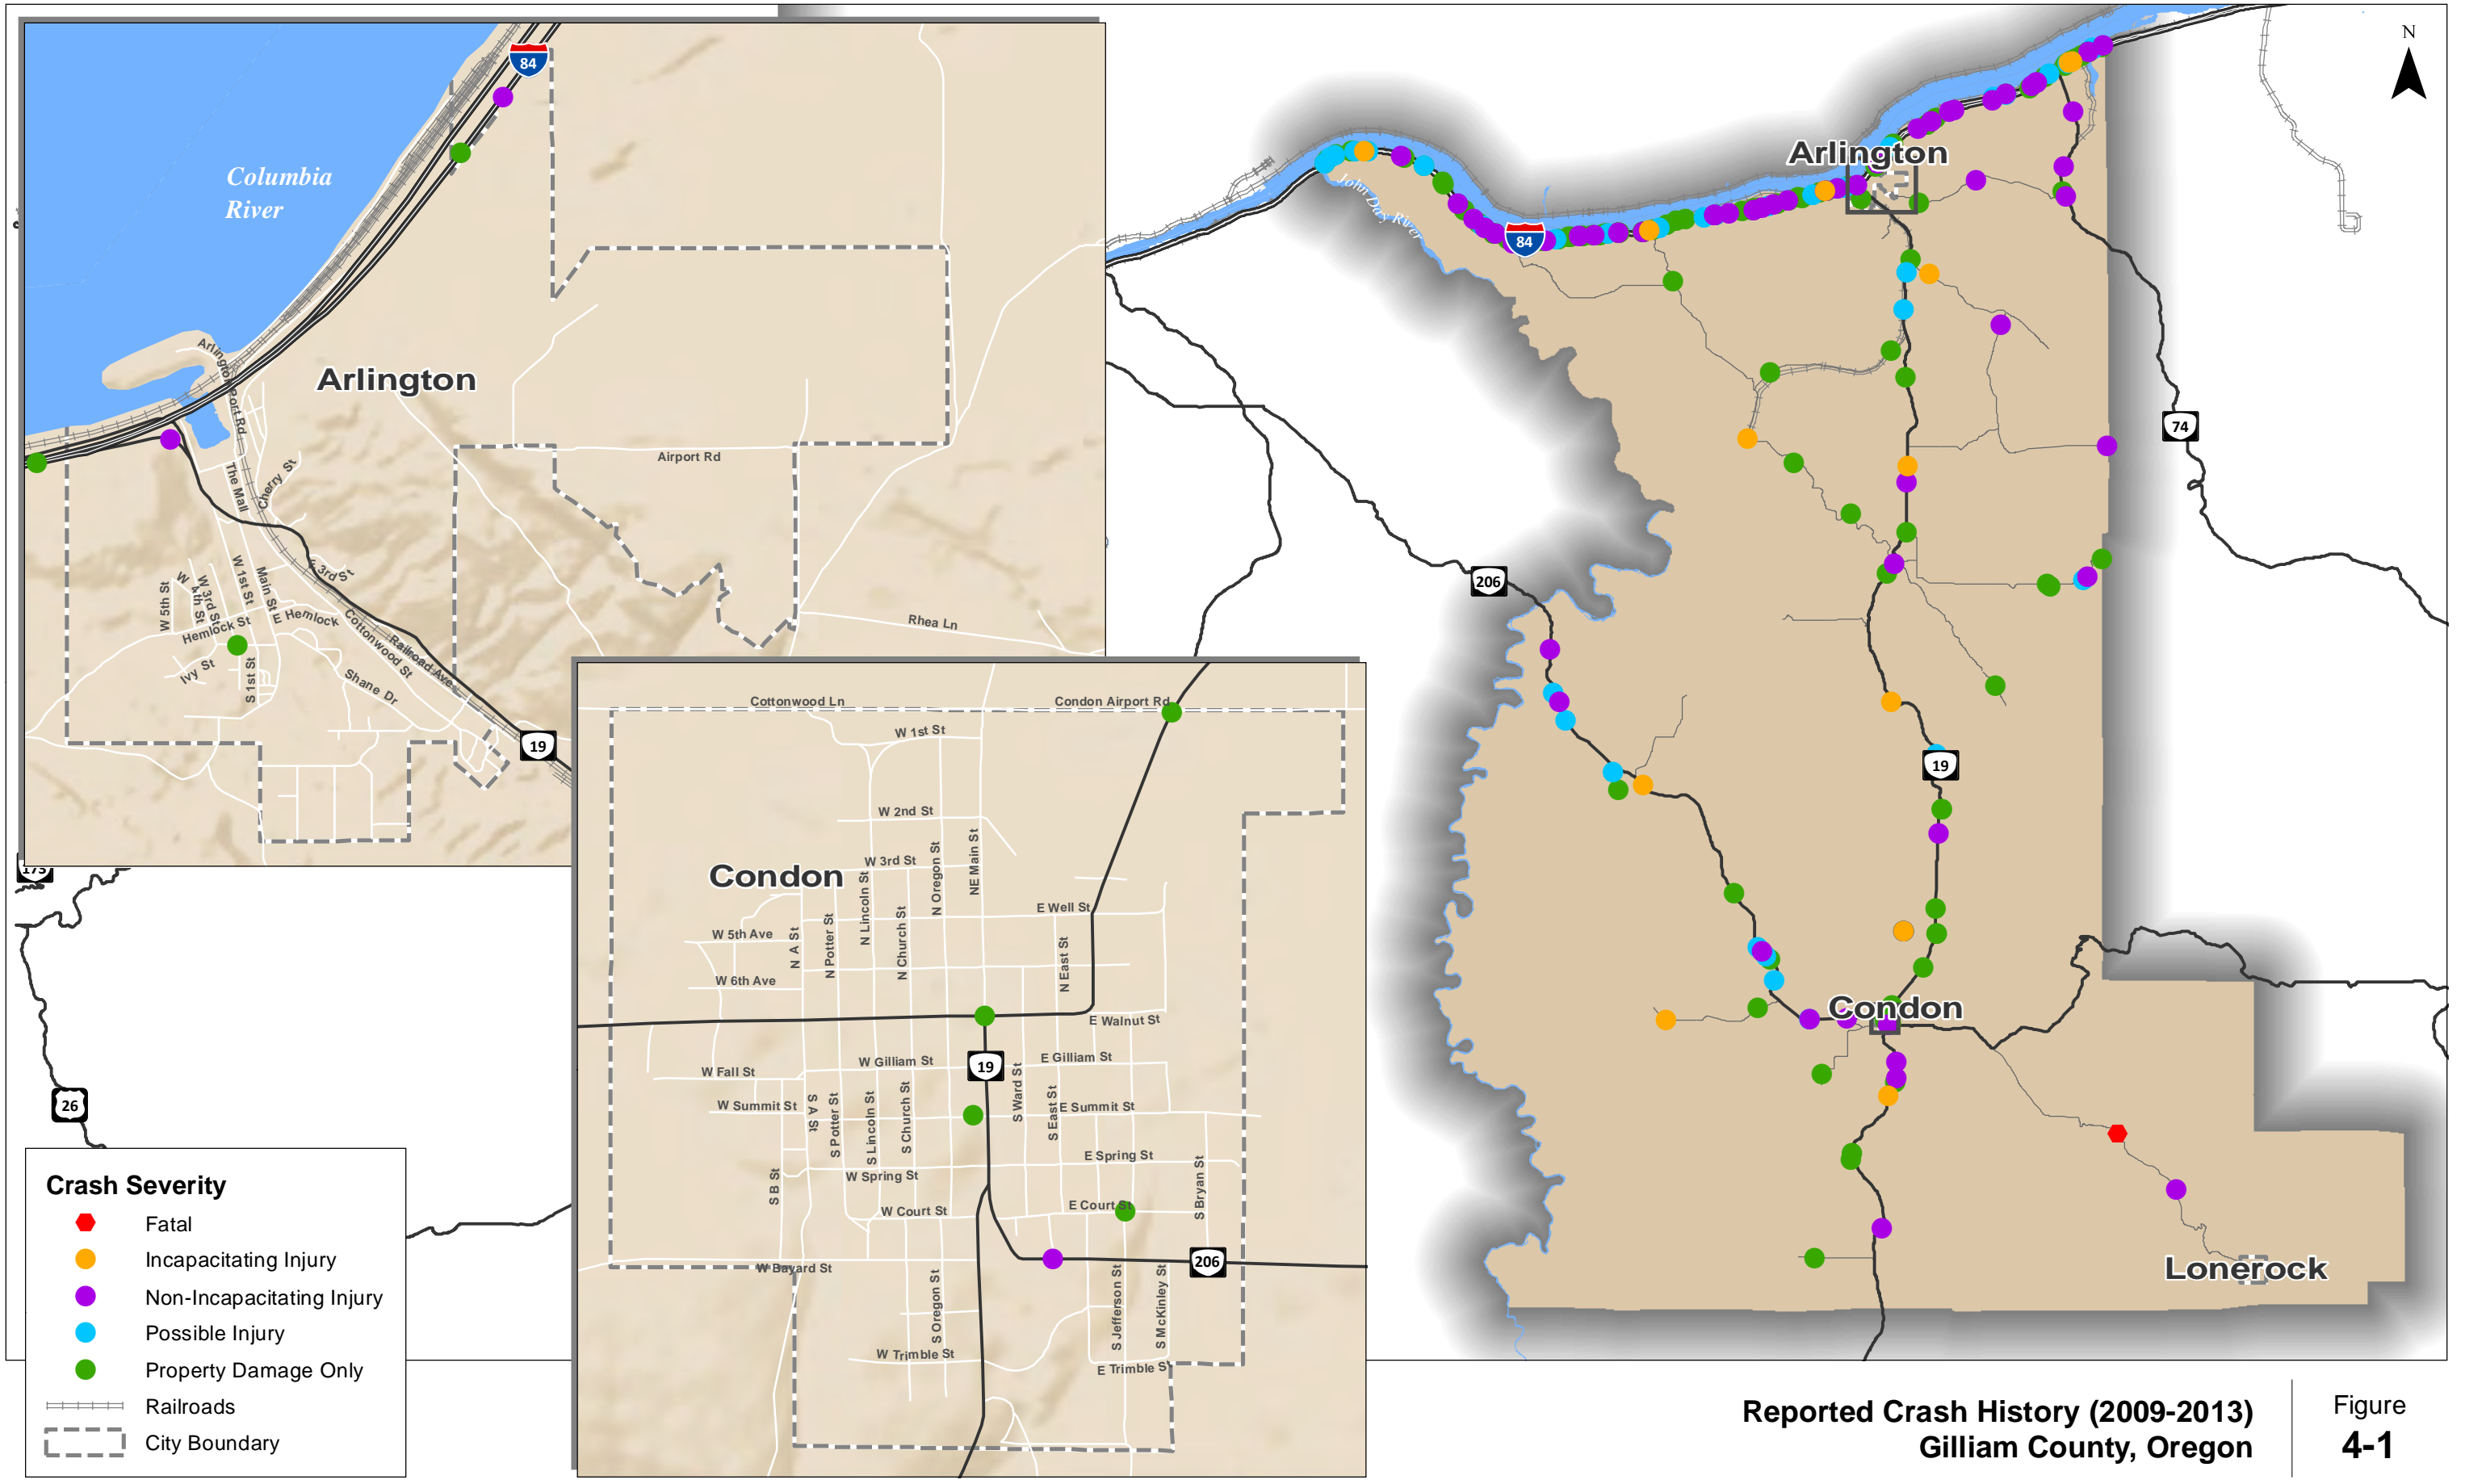 84
Columbia
River
Arlington
Arlington Port Rd
The Mall
Cherry St
Airport Rd
E 3rd St
W 1st St
Main St
W 3rd St
W 4th St
W 5th St
Hemlock St
E Hemlock
Cottonwood St
Railroad Ave
Ivy St
S 1st St
Shane Dr
Rhea Ln
19
Cottonwood Ln
Condon Airport Rd
W 1st St
W 2nd St
W 3rd St
Condon
N Lincoln St
N Oregon St
NE Main St
E Well St
W 5th Ave
N A St
N Potter St
N Church St
N East St
W 6th Ave
E Walnut St
W Gilliam St
E Gilliam St
W Fall St
19
W Summit St
E Summit St
S A St
S Potter St
S Lincoln St
S Church St
S Ward St
S East St
E Spring St
W Spring St
S B St
S Bryan St
W Court St
E Court St
W Bayard St
206
S Oregon St
S Jefferson St
S McKinley St
W Trimble St
E Trimble St
N
Arlington
John Day River
84
74
206
19
Condon
Lonerock
173
26
Crash Severity
Fatal
Incapacitating Injury
Non-Incapacitating Injury
Possible Injury
Property Damage Only
Railroads
City Boundary
Reported Crash History (2009-2013)
Gilliam County, Oregon
Figure
4-1